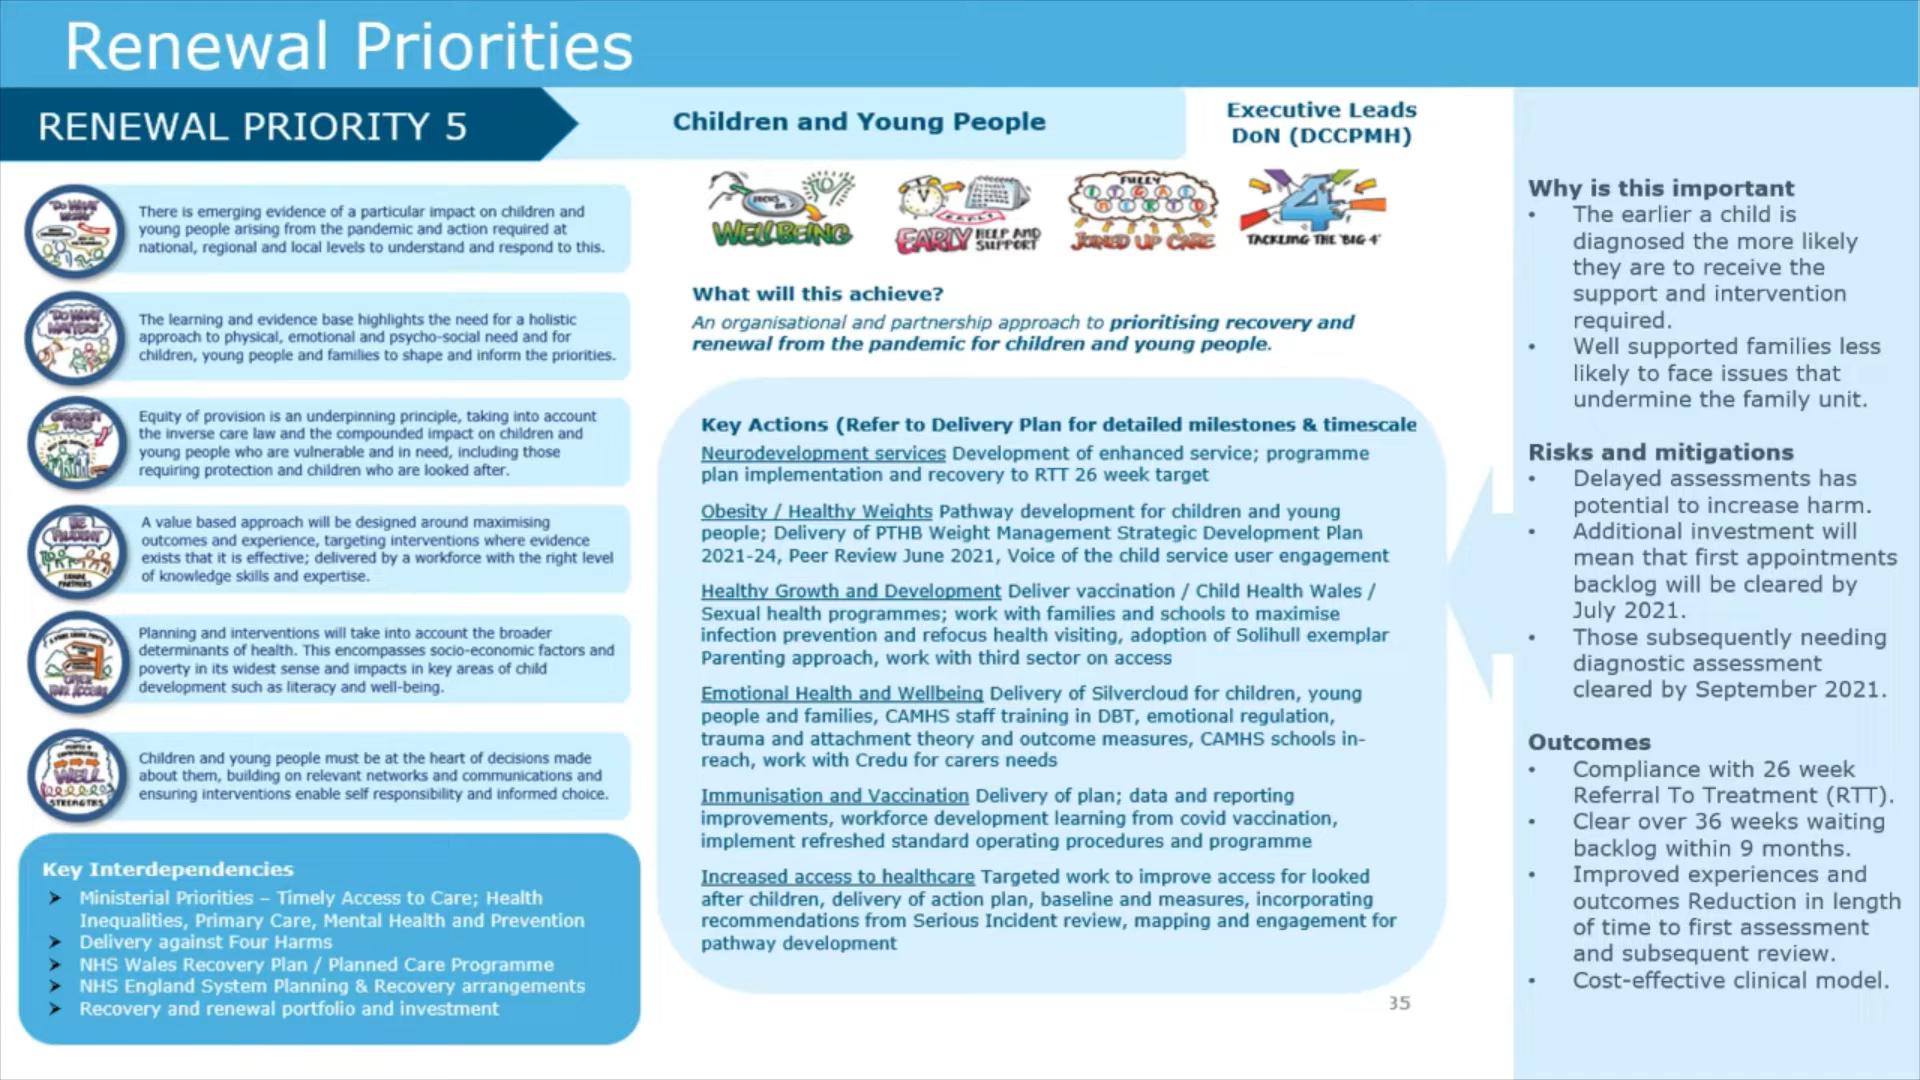 Renewal Priorities
RENEWAL PRIORITY 5
Children and Young People
Executive Leads
DoN (DCCPMH)
There is emerging evidence of a particular impact on children and
young people arising from the pandemic and action required at
national, regional and local levels to understand and respond to this.
The learning and evidence base highlights the need for a holistic
approach to physical, emotional and psycho-social need and for
children, young people and families to shape and inform the priorities.
Equity of provision is an underpinning principle, taking into account
the inverse care law and the compounded impact on children and
young people who are vulnerable and in need, including those
requiring protection and children who are looked after.
A value based approach will be designed around maximising
outcomes and experience, targeting interventions where evidence
exists that it is effective; delivered by a workforce with the right level
of knowledge skills and expertise.
Planning and interventions will take into account the broader
determinants of health. This encompasses socio-economic factors and
poverty in its widest sense and impacts in key areas of child
development such as literacy and well-being.
WELL
STRENGTHS
Children and young people must be at the heart of decisions made
about them, building on relevant networks and communications and
ensuring interventions enable self responsibility and informed choice.
Key Interdependencies
➤ Ministerial Priorities – Timely Access to Care; Health
Inequalities, Primary Care, Mental Health and Prevention
➤ Delivery against Four Harms
➤ NHS Wales Recovery Plan / Planned Care Programme
➤ NHS England System Planning & Recovery arrangements
➤ Recovery and renewal portfolio and investment
FOCUS ON
WELLBEING
EARLY HELP AND
SUPPORT
FULLY
JOINED UP CARE
4
TACKLING THE 'BIG 4'
What will this achieve?
An organisational and partnership approach to prioritising recovery and
renewal from the pandemic for children and young people.
Key Actions (Refer to Delivery Plan for detailed milestones & timescale
Neurodevelopment services Development of enhanced service; programme
plan implementation and recovery to RTT 26 week target
Obesity / Healthy Weights Pathway development for children and young
people; Delivery of PTHB Weight Management Strategic Development Plan
2021-24, Peer Review June 2021, Voice of the child service user engagement
Healthy Growth and Development Deliver vaccination / Child Health Wales /
Sexual health programmes; work with families and schools to maximise
infection prevention and refocus health visiting, adoption of Solihull exemplar
Parenting approach, work with third sector on access
Emotional Health and Wellbeing Delivery of Silvercloud for children, young
people and families, CAMHS staff training in DBT, emotional regulation,
trauma and attachment theory and outcome measures, CAMHS schools in-
reach, work with Credu for carers needs
Immunisation and Vaccination Delivery of plan; data and reporting
improvements, workforce development learning from covid vaccination,
implement refreshed standard operating procedures and programme
Increased access to healthcare Targeted work to improve access for looked
after children, delivery of action plan, baseline and measures, incorporating
recommendations from Serious Incident review, mapping and engagement for
pathway development
35
Why is this important
• The earlier a child is
diagnosed the more likely
they are to receive the
support and intervention
required.
• Well supported families less
likely to face issues that
undermine the family unit.
Risks and mitigations
• Delayed assessments has
potential to increase harm.
• Additional investment will
mean that first appointments
backlog will be cleared by
July 2021.
• Those subsequently needing
diagnostic assessment
cleared by September 2021.
Outcomes
• Compliance with 26 week
Referral To Treatment (RTT).
• Clear over 36 weeks waiting
backlog within 9 months.
• Improved experiences and
outcomes Reduction in length
of time to first assessment
and subsequent review.
• Cost-effective clinical model.